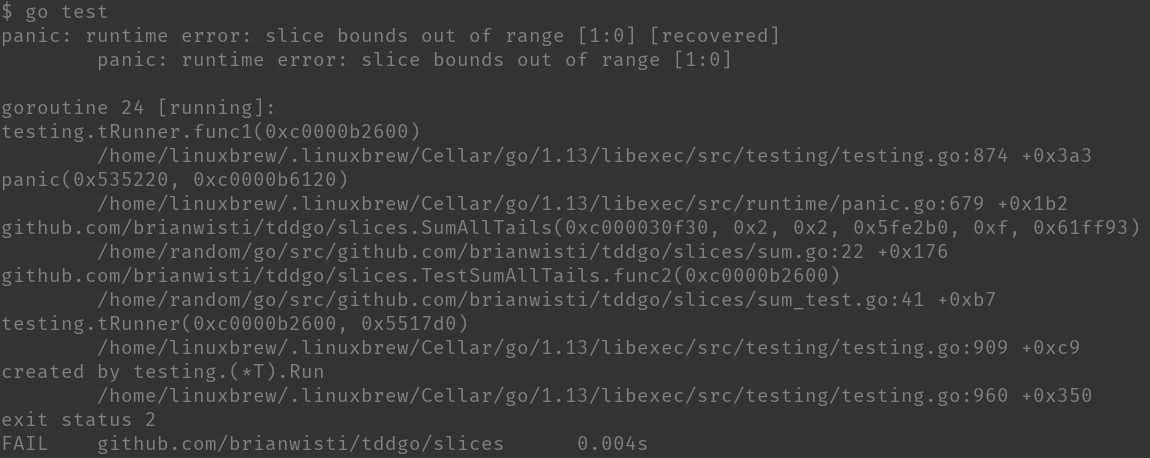 $ go test
panic: runtime error: slice bounds out of range [1:0] [recovered]
        panic: runtime error: slice bounds out of range [1:0]

goroutine 24 [running]:
testing.tRunner.func1(0xc0000b2600)
        /home/linuxbrew/.linuxbrew/Cellar/go/1.13/libexec/src/testing/testing.go:874 +0x3a3
panic(0x535220, 0xc0000b6120)
        /home/linuxbrew/.linuxbrew/Cellar/go/1.13/libexec/src/runtime/panic.go:679 +0x1b2
github.com/brianwisti/tddgo/slices.SumAllTails(0xc000030f30, 0x2, 0x2, 0x5fe2b0, 0xf, 0x61ff93)
        /home/random/go/src/github.com/brianwisti/tddgo/slices/sum.go:22 +0x176
github.com/brianwisti/tddgo/slices.TestSumAllTails.func2(0xc0000b2600)
        /home/random/go/src/github.com/brianwisti/tddgo/slices/sum_test.go:41 +0xb7
testing.tRunner(0xc0000b2600, 0x5517d0)
        /home/linuxbrew/.linuxbrew/Cellar/go/1.13/libexec/src/testing/testing.go:909 +0xc9
created by testing.(*T).Run
        /home/linuxbrew/.linuxbrew/Cellar/go/1.13/libexec/src/testing/testing.go:960 +0x350
exit status 2
FAIL    github.com/brianwisti/tddgo/slices      0.004s